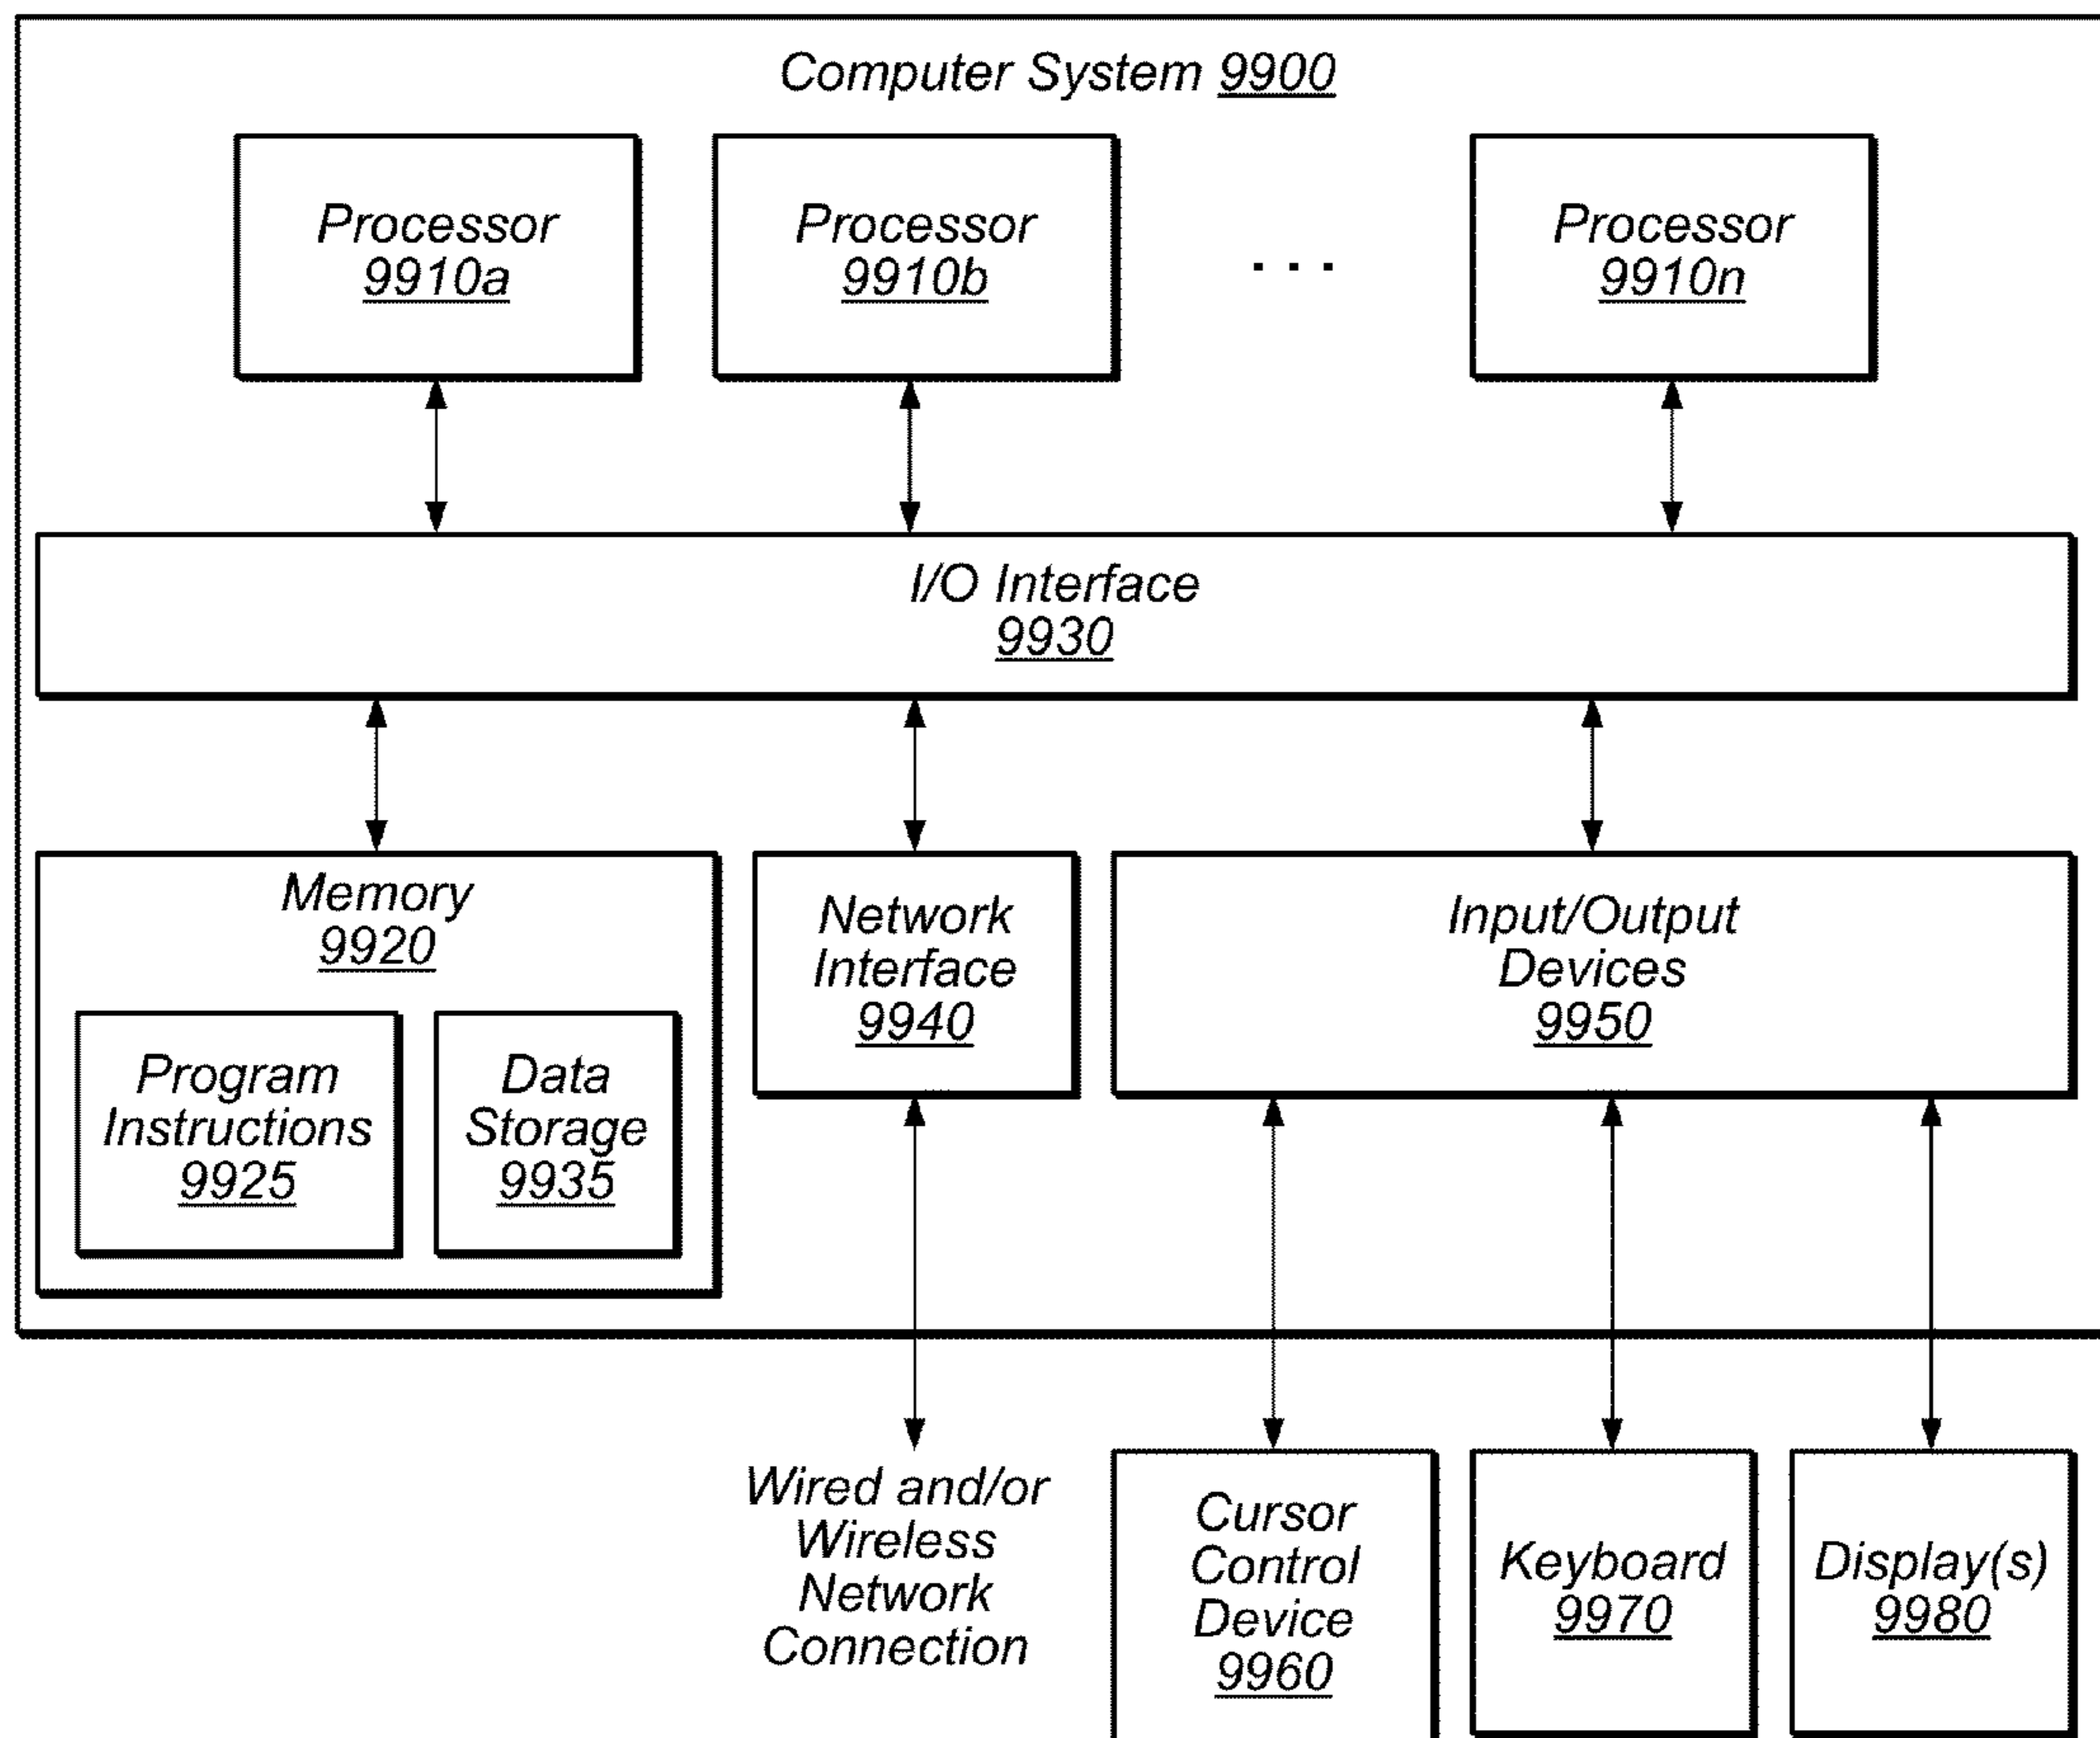 Computer System 9900
Processor
9910a
Processor
9910b
. . .
Processor
9910n
I/O Interface
9930
Memory
9920
Program
Instructions
9925
Data
Storage
9935
Network
Interface
9940
Input/Output
Devices
9950
Wired and/or
Wireless
Network
Connection
Cursor
Control
Device
9960
Keyboard
9970
Display(s)
9980